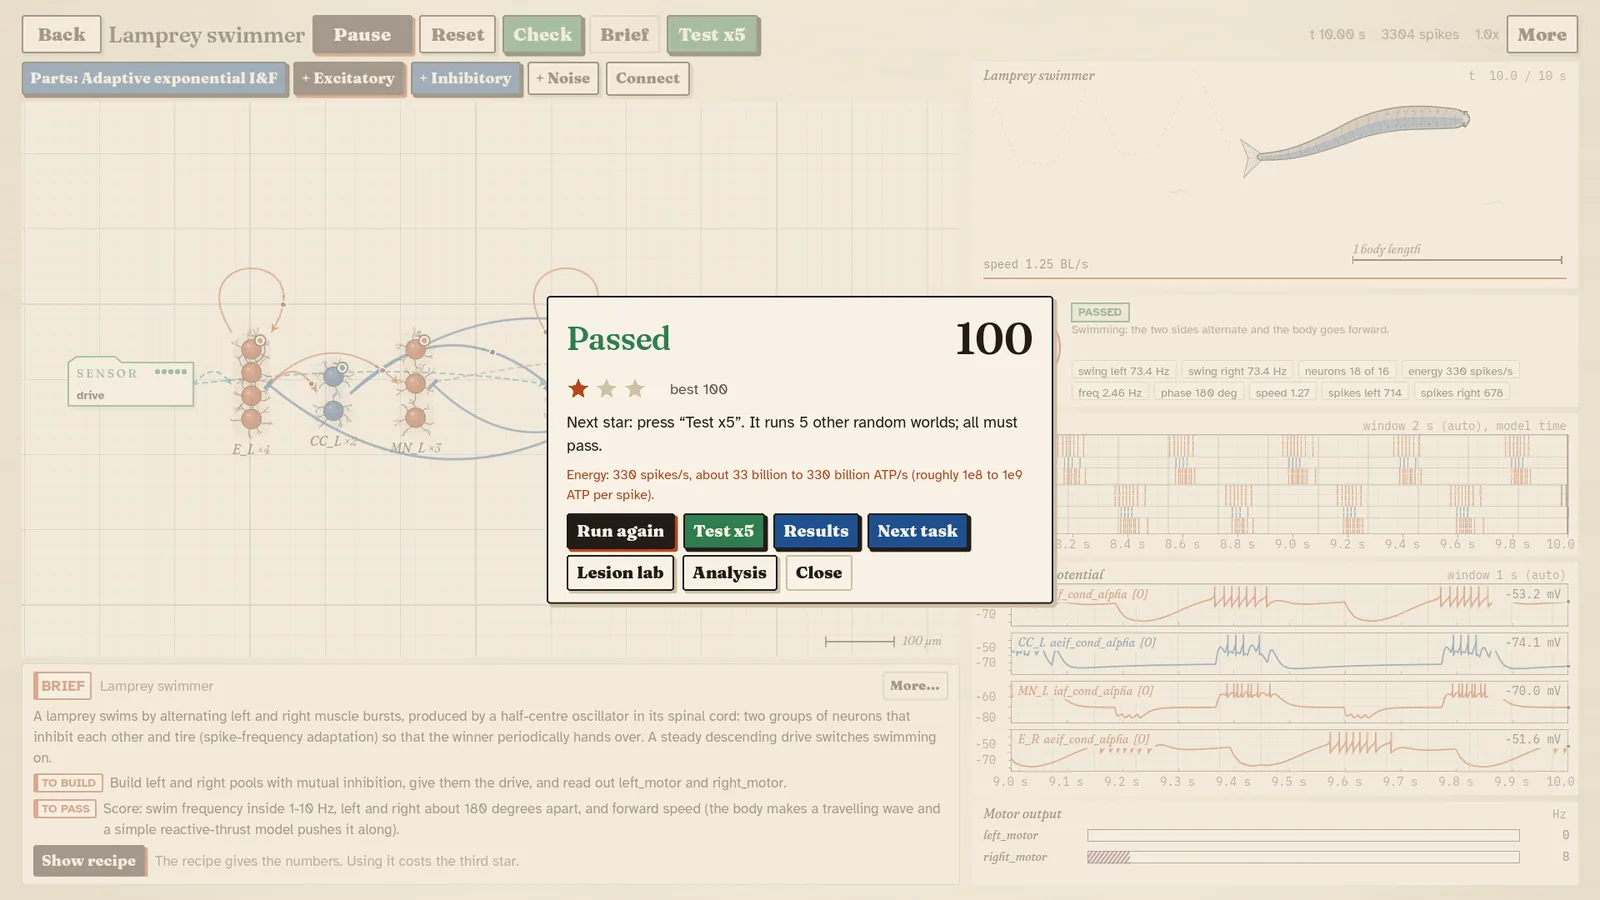 Back
Lamprey swimmer
Pause
Reset
Check
Brief
Test x5
t 10.00 s 3304 spikes 1.0x
More
Parts: Adaptive exponential I&F
+ Excitatory
+ Inhibitory
+ Noise
Connect
Lamprey swimmer
t 10.0 / 10 s
1 body length
speed 1.25 BL/s
SENSOR
drive
E_L ×4
CC_L ×2
MN_L ×3
100 µm
PASSED
Swimming: the two sides alternate and the body goes forward.
swing left 73.4 Hz
swing right 73.4 Hz
neurons 18 of 16
energy 330 spikes/s
freq 2.46 Hz
phase 180 deg
speed 1.27
spikes left 714
spikes right 678
Passed
100
best 100
Next star: press “Test x5”. It runs 5 other random worlds; all must
pass.
Energy: 330 spikes/s, about 33 billion to 330 billion ATP/s (roughly 1e8 to 1e9
ATP per spike).
Run again
Test x5
Results
Next task
Lesion lab
Analysis
Close
window 2 s (auto), model time
8.4 s 8.6 s 8.8 s 9.0 s 9.2 s 9.4 s 9.6 s 9.8 s 10.0
window 1 s (auto)
-53.2 mV
-70
CC_L aeif_cond_alpha [0]
-74.1 mV
-50
-70
MN_L iaf_cond_alpha [0]
-70.0 mV
-60
-80
E_R aeif_cond_alpha [0]
-51.6 mV
-50
-70
9.0 s 9.1 s 9.2 s 9.3 s 9.4 s 9.5 s 9.6 s 9.7 s 9.8 s 9.9 s 10.0
BRIEF
Lamprey swimmer
More...
A lamprey swims by alternating left and right muscle bursts, produced by a half-centre oscillator in its spinal cord: two groups of neurons that
inhibit each other and tire (spike-frequency adaptation) so that the winner periodically hands over. A steady descending drive switches swimming
on.
TO BUILD
Build left and right pools with mutual inhibition, give them the drive, and read out left_motor and right_motor.
TO PASS
Score: swim frequency inside 1-10 Hz, left and right about 180 degrees apart, and forward speed (the body makes a travelling wave and
a simple reactive-thrust model pushes it along).
Show recipe
The recipe gives the numbers. Using it costs the third star.
Motor output
Hz
left_motor
0
right_motor
8